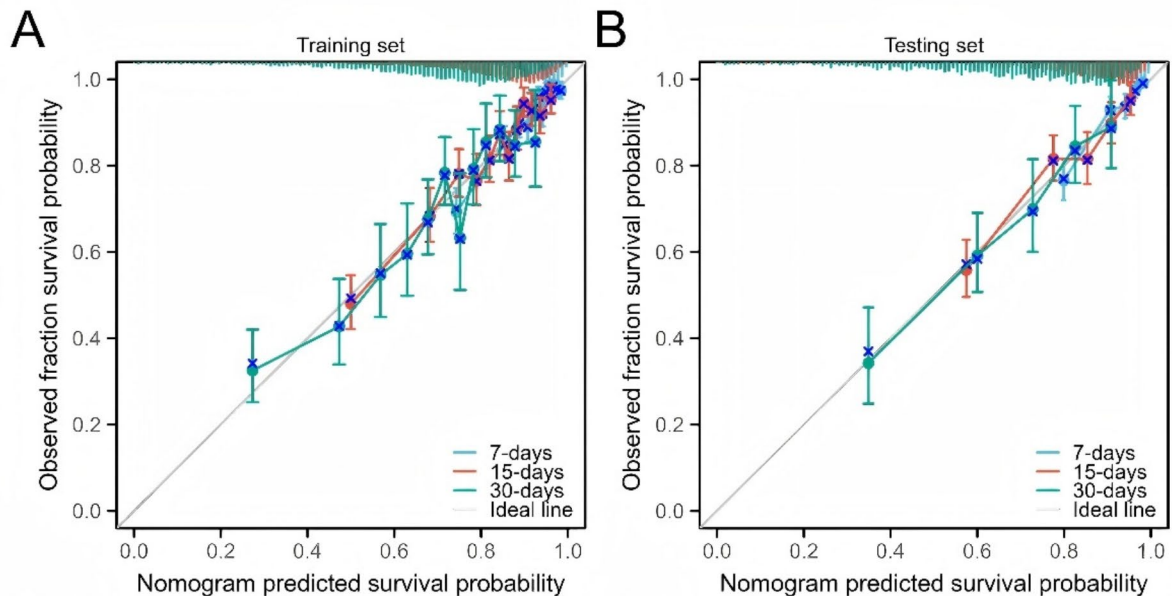 A
Training set
Observed fraction survival probability
1.0
0.8
0.6
0.4
0.2
0.0
7-days
15-days
30-days
Ideal line
0.0 0.2 0.4 0.6 0.8 1.0
Nomogram predicted survival probability
B
Testing set
Observed fraction survival probability
1.0
0.8
0.6
0.4
0.2
0.0
7-days
15-days
30-days
Ideal line
0.0 0.2 0.4 0.6 0.8 1.0
Nomogram predicted survival probability